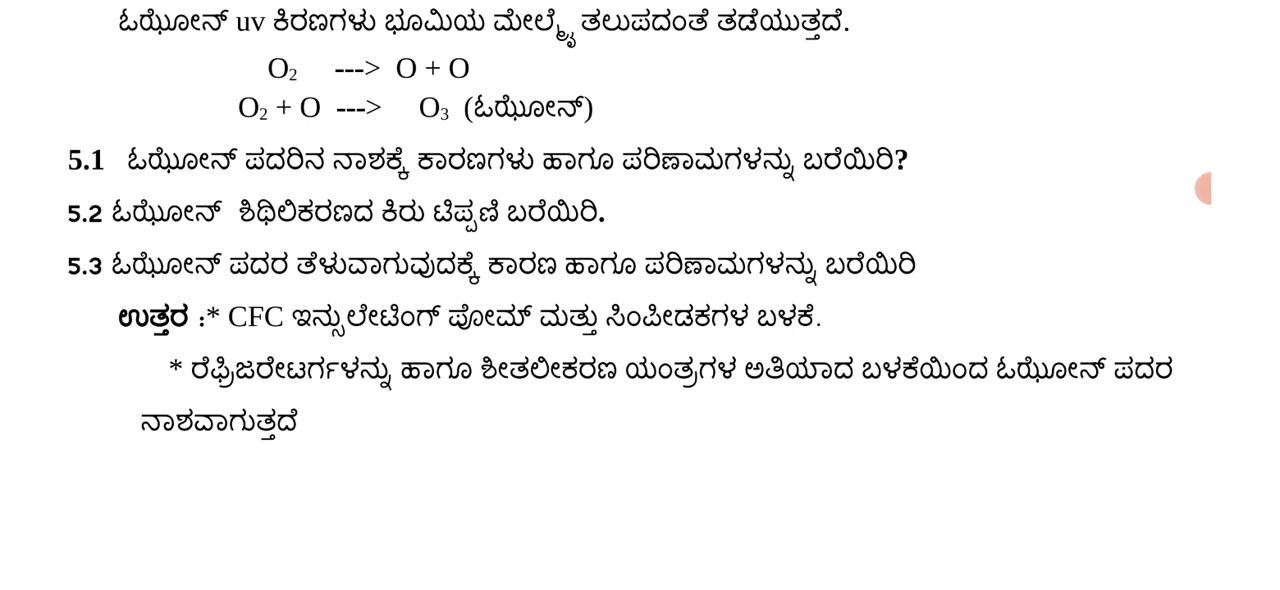 ಓಝೋನ್ uv ಕಿರಣಗಳು ಭೂಮಿಯ ಮೇಲ್ಮೈ ತಲುಪದಂತೆ ತಡೆಯುತ್ತದೆ.
O₂ ---> O + O
O₂ + O ---> O₃ (ಓಝೋನ್)
5.1 ಓಝೋನ್ ಪದರಿನ ನಾಶಕ್ಕೆ ಕಾರಣಗಳು ಹಾಗೂ ಪರಿಣಾಮಗಳನ್ನು ಬರೆಯಿರಿ?
5.2 ಓಝೋನ್ ಶಿಥಿಲಿಕರಣದ ಕಿರು ಟಿಪ್ಪಣಿ ಬರೆಯಿರಿ.
5.3 ಓಝೋನ್ ಪದರ ತೆಳುವಾಗುವುದಕ್ಕೆ ಕಾರಣ ಹಾಗೂ ಪರಿಣಾಮಗಳನ್ನು ಬರೆಯಿರಿ
ಉತ್ತರ :* CFC ಇನ್ಸುಲೇಟಿಂಗ್ ಪೋಮ್ ಮತ್ತು ಸಿಂಪೀಡಕಗಳ ಬಳಕೆ.
* ರೆಫ್ರಿಜರೇಟರ್ಗಳನ್ನು ಹಾಗೂ ಶೀತಲೀಕರಣ ಯಂತ್ರಗಳ ಅತಿಯಾದ ಬಳಕೆಯಿಂದ ಓಝೋನ್ ಪದರ
ನಾಶವಾಗುತ್ತದೆ